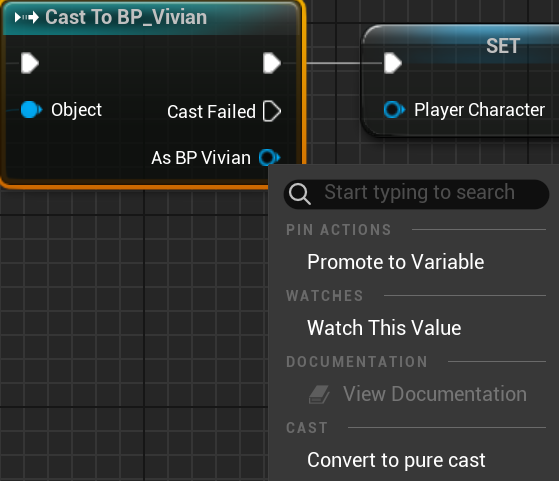 Cast To BP_Vivian
SET
Object
Cast Failed
Player Character
As BP Vivian
Start typing to search
PIN ACTIONS
Promote to Variable
WATCHES
Watch This Value
DOCUMENTATION
View Documentation
CAST
Convert to pure cast